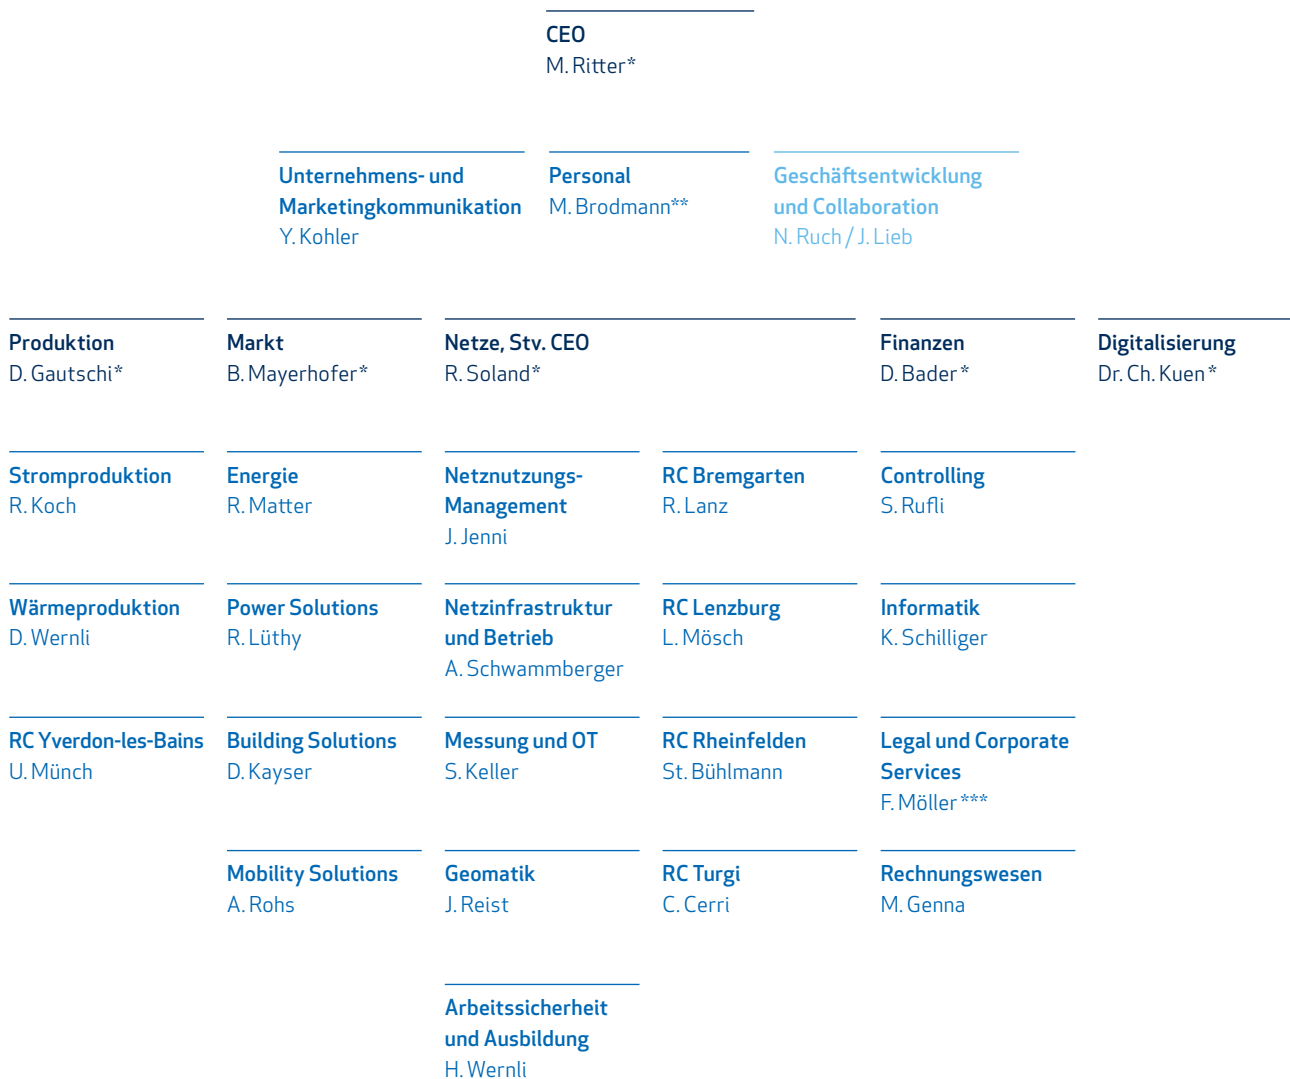 CEO
M. Ritter*
Unternehmens- und
Marketingkommunikation
Y. Kohler
Personal
M. Brodmann**
Geschäftsentwicklung
und Collaboration
N. Ruch / J. Lieb
Produktion
D. Gautschi*
Markt
B. Mayerhofer*
Netze, Stv. CEO
R. Soland*
Finanzen
D. Bader*
Digitalisierung
Dr. Ch. Kuen*
Stromproduktion
R. Koch
Energie
R. Matter
Netznutzungs-
Management
J. Jenni
RC Bremgarten
R. Lanz
Controlling
S. Rufli
Wärmeproduktion
D. Wernli
Power Solutions
R. Lüthy
Netzinfrastruktur
und Betrieb
A. Schwammberger
RC Lenzburg
L. Mösch
Informatik
K. Schilliger
RC Yverdon-les-Bains
U. Münch
Building Solutions
D. Kayser
Messung und OT
S. Keller
RC Rheinfelden
St. Bühlmann
Legal und Corporate
Services
F. Möller***
Mobility Solutions
A. Rohs
Geomatik
J. Reist
RC Turgi
C. Cerri
Rechnungswesen
M. Genna
Arbeitssicherheit
und Ausbildung
H. Wernli